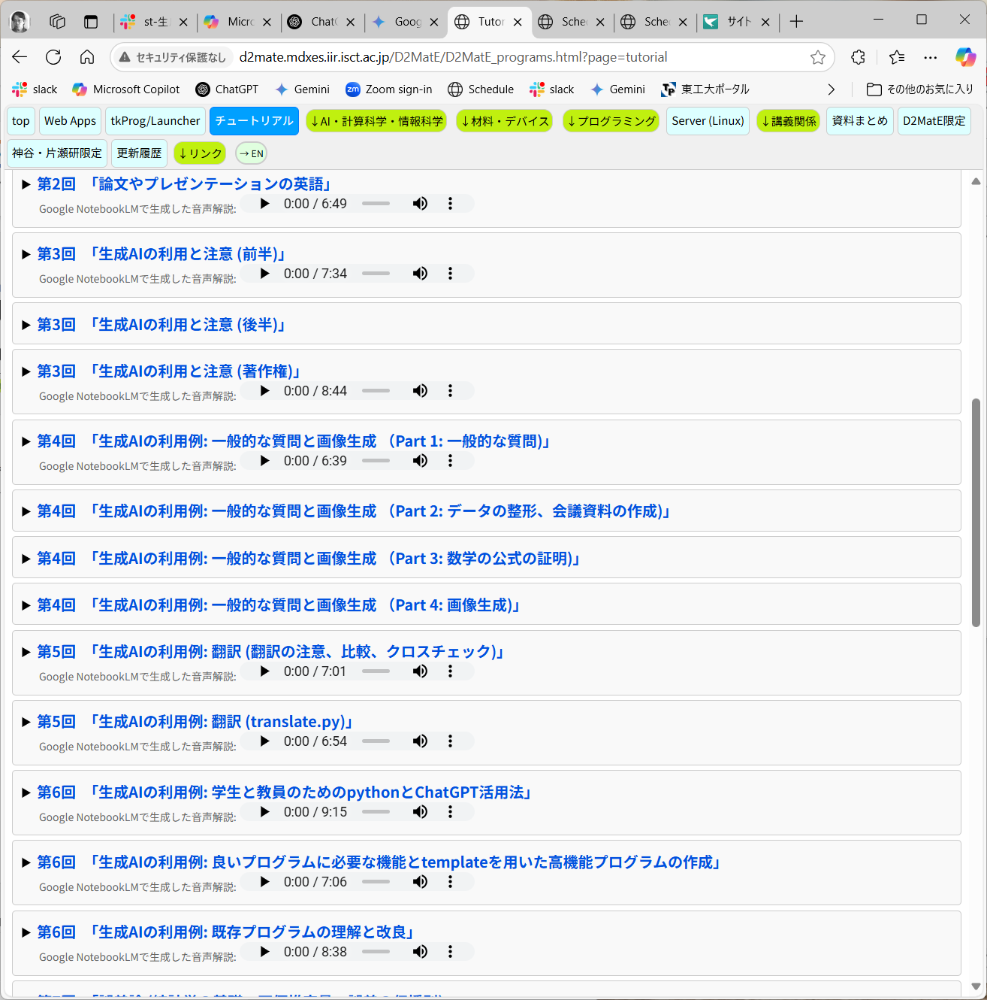 st-生
Micro
ChatG
Goog
Tutor
Sche
Sche
サイト
セキュリティ保護なし d2mate.mdxes.iir.isct.ac.jp/D2MatE/D2MatE_programs.html?page=tutorial
slack Microsoft Copilot ChatGPT Gemini Zoom sign-in Schedule slack Gemini 東工大ポータル その他のお気に入り
top Web Apps tkProg/Launcher チュートリアル ↓AI・計算科学・情報科学 ↓材料・デバイス ↓プログラミング Server (Linux) ↓講義関係 資料まとめ D2MatE限定
神谷・片瀬研限定 更新履歴 ↓リンク →EN
▶ 第2回 「論文やプレゼンテーションの英語」
Google NotebookLMで生成した音声解説: 0:00 / 6:49
▶ 第3回 「生成AIの利用と注意 (前半)」
Google NotebookLMで生成した音声解説: 0:00 / 7:34
▶ 第3回 「生成AIの利用と注意 (後半)」
▶ 第3回 「生成AIの利用と注意 (著作権)」
Google NotebookLMで生成した音声解説: 0:00 / 8:44
▶ 第4回 「生成AIの利用例: 一般的な質問と画像生成 （Part 1: 一般的な質問)」
Google NotebookLMで生成した音声解説: 0:00 / 6:39
▶ 第4回 「生成AIの利用例: 一般的な質問と画像生成 （Part 2: データの整形、会議資料の作成)」
▶ 第4回 「生成AIの利用例: 一般的な質問と画像生成 （Part 3: 数学の公式の証明)」
▶ 第4回 「生成AIの利用例: 一般的な質問と画像生成 （Part 4: 画像生成)」
▶ 第5回 「生成AIの利用例: 翻訳 (翻訳の注意、比較、クロスチェック)」
Google NotebookLMで生成した音声解説: 0:00 / 7:01
▶ 第5回 「生成AIの利用例: 翻訳 (translate.py)」
Google NotebookLMで生成した音声解説: 0:00 / 6:54
▶ 第6回 「生成AIの利用例: 学生と教員のためのpythonとChatGPT活用法」
Google NotebookLMで生成した音声解説: 0:00 / 9:15
▶ 第6回 「生成AIの利用例: 良いプログラムに必要な機能とtemplateを用いた高機能プログラムの作成」
Google NotebookLMで生成した音声解説: 0:00 / 7:06
▶ 第6回 「生成AIの利用例: 既存プログラムの理解と改良」
Google NotebookLMで生成した音声解説: 0:00 / 8:38